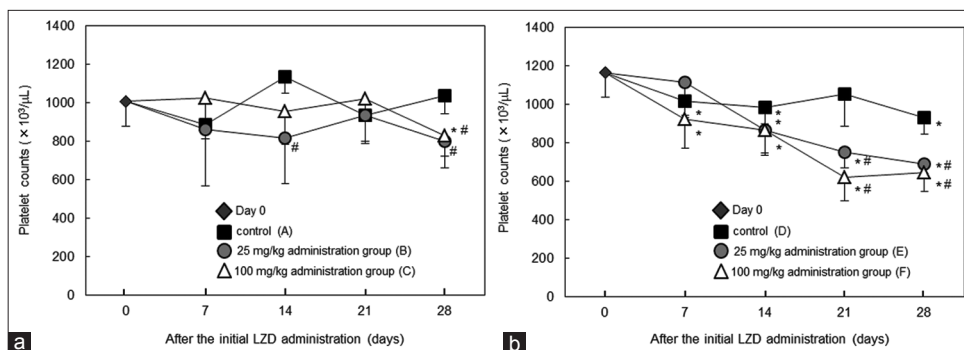 1400
1200
1000
800
600
400
200
0
Platelet counts (×10³/μL)
#
* #
#
Day 0
control (A)
25 mg/kg administration group (B)
100 mg/kg administration group (C)
0 7 14 21 28
After the initial LZD administration (days)
a
1400
1200
1000
800
600
400
200
0
Platelet counts (×10³/μL)
*
*
*
*
*
*
* #
* #
* #
* #
Day 0
control (D)
25 mg/kg administration group (E)
100 mg/kg administration group (F)
0 7 14 21 28
After the initial LZD administration (days)
b